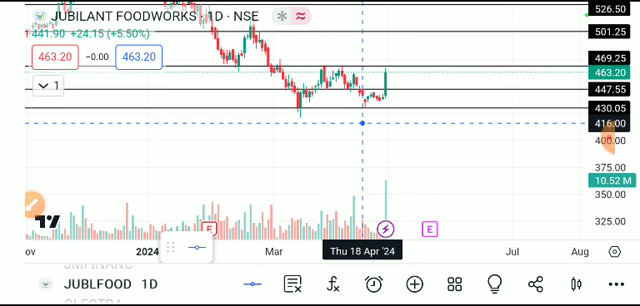 JUBILANT FOODWORKS · 1D · NSE
441.90 +24.15 (+5.50%)
463.20 −0.00 463.20
1
526.50
501.25
469.25
463.20
447.55
430.05
416.00
400.00
375.00
10.52 M
350.00
325.00
E
E
2024 Mar Thu 18 Apr '24 Jul Aug
JUBLFOOD 1D